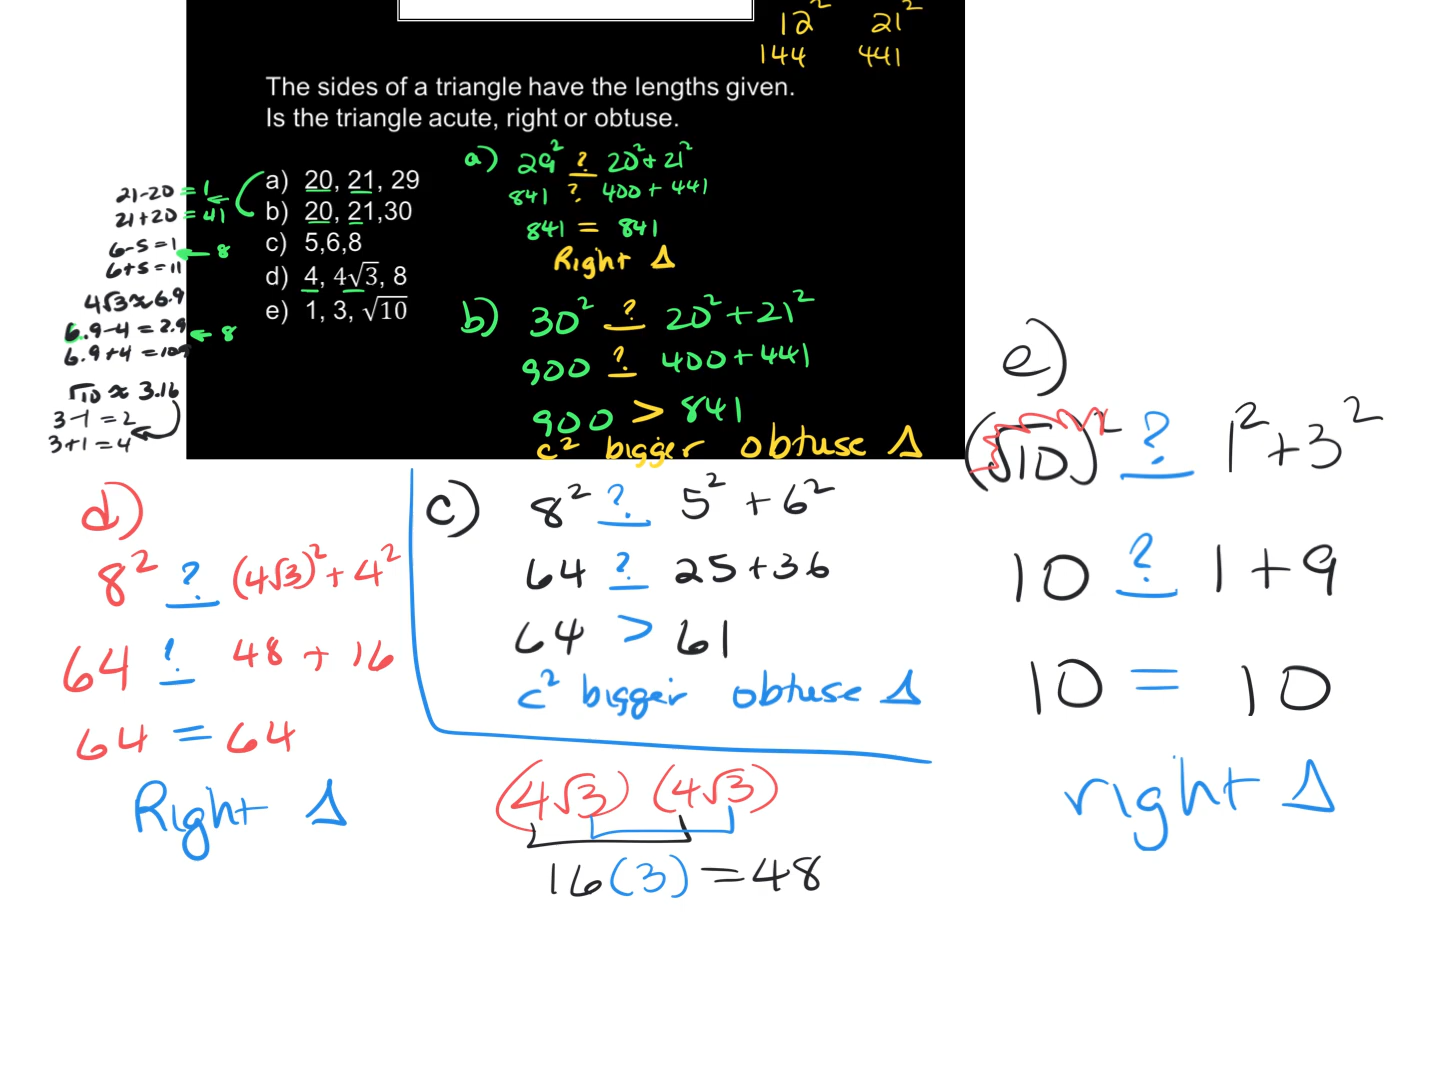 12² 21²
144 441
The sides of a triangle have the lengths given.
Is the triangle acute, right or obtuse.
a) 20, 21, 29
b) 20, 21,30
c) 5,6,8
d) 4, 4√3, 8
e) 1, 3, √10
21-20 = 1
21+20 = 41
6-5=1 ← 8
6+5=11
4√3≈6.9
6.9-4 = 2.9 ← 8
6.9+4 =10.9
√10 ≈ 3.16
3-1=2
3+1=4
a) 29² ? 20²+21²
841 ? 400+441
841 = 841
Right Δ
b) 30² ? 20²+21²
900 ? 400+441
900 > 841
c² bigger obtuse Δ
c) 8² ? 5² + 6²
64 ? 25+36
64 > 61
c² bigger obtuse Δ
d)
8² ? (4√3)²+4²
64 ? 48 + 16
64 = 64
Right Δ
(4√3) (4√3)
16(3) = 48
e)
(√10)² ? 1²+3²
10 ? 1+9
10 = 10
right Δ